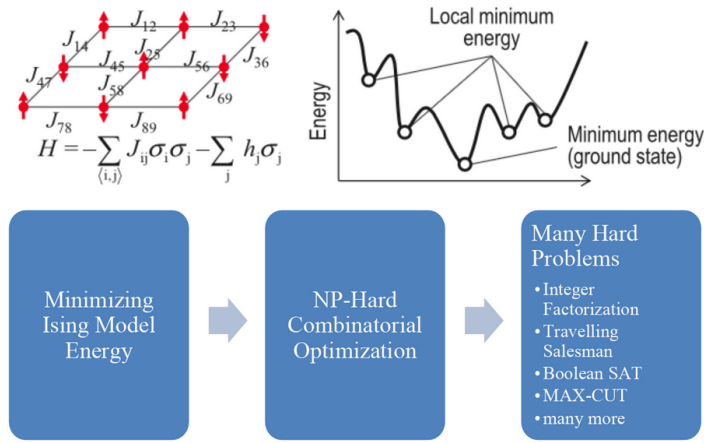 J₁₂ J₂₃
J₁₄ J₂₅ J₃₆
J₄₅ J₅₆
J₄₇ J₅₈ J₆₉
J₇₈ J₈₉
H = −∑⟨i,j⟩ Jᵢⱼσᵢσⱼ −∑ⱼ hⱼσⱼ
Local minimum
energy
Energy
Minimum energy
(ground state)
Minimizing
Ising Model
Energy
NP-Hard
Combinatorial
Optimization
Many Hard
Problems
• Integer
Factorization
• Travelling
Salesman
• Boolean SAT
• MAX-CUT
• many more